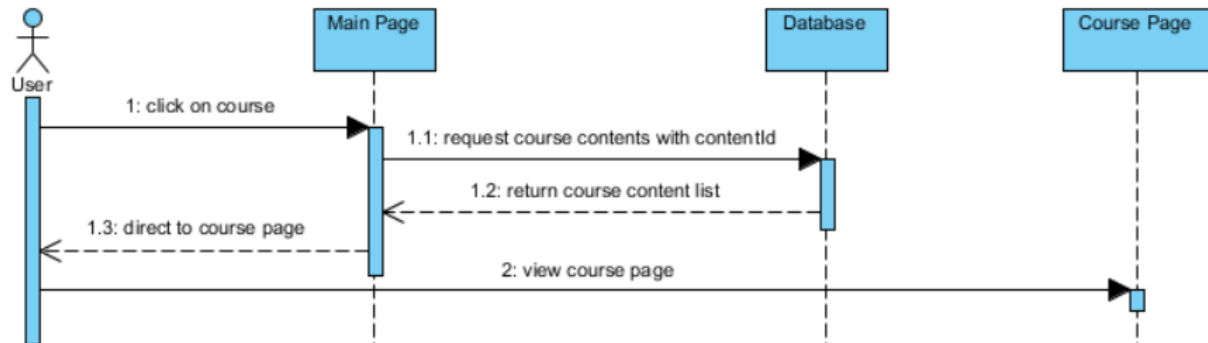 Main Page
Database
Course Page
User
1: click on course
1.1: request course contents with contentId
1.2: return course content list
1.3: direct to course page
2: view course page